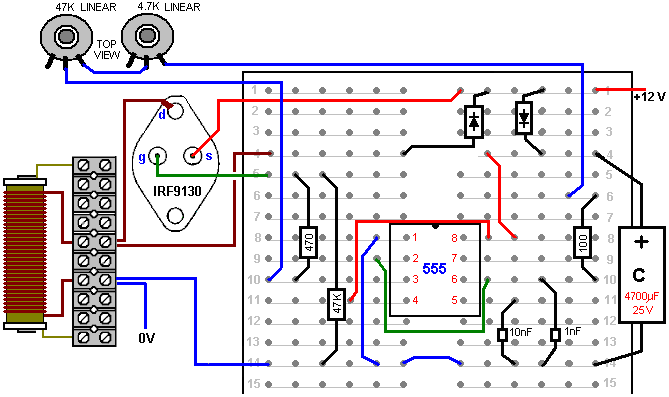 47K LINEAR 4.7K LINEAR
TOP
VIEW
1 1
+12 V
2 2
d
3 3
g s
4 4
5 5
IRF9130
6 6
7 7
8 470 1 8 100 8
+
9 2 555 7 9
C
10 3 6 10
4700µF
11 47K 4 5 11
25V
12 12
0V
13 10nF 1nF 13
14 14
15 15